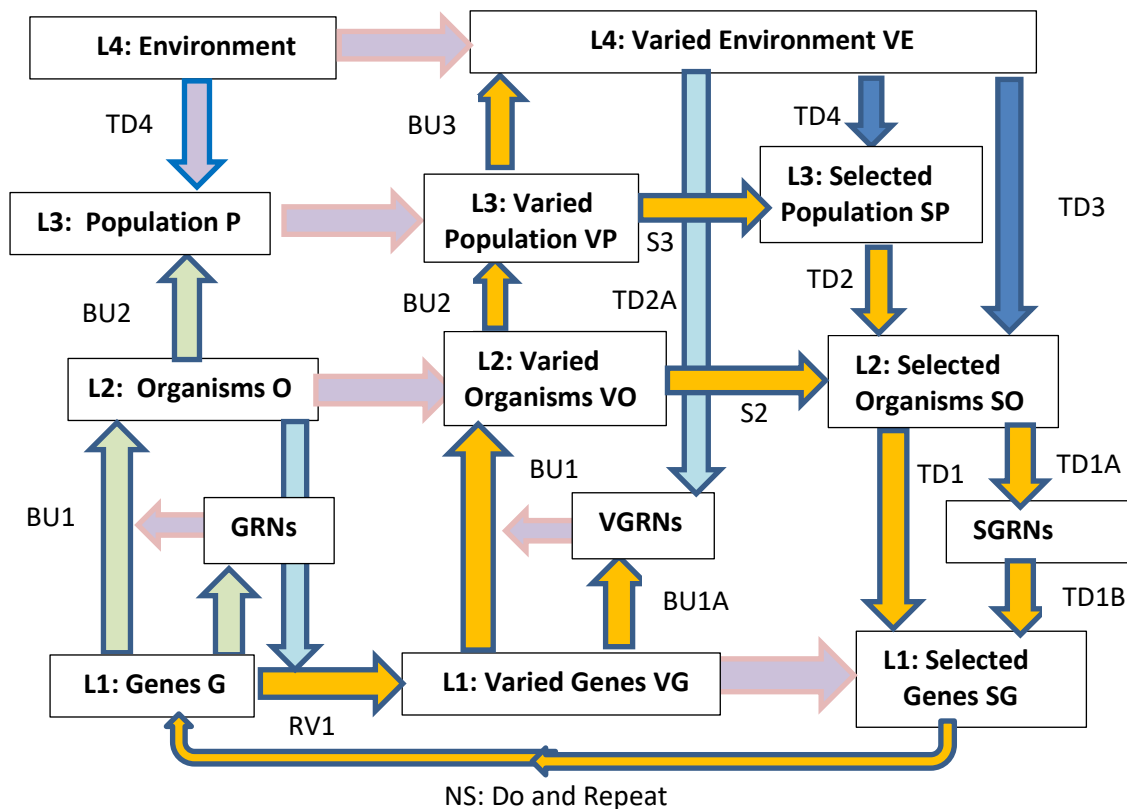 L4: Environment
L4: Varied Environment VE
TD4
BU3
TD4
L3: Selected
Population SP
L3: Population P
L3: Varied
Population VP
TD3
S3
BU2
BU2
TD2A
TD2
L2: Organisms O
L2: Varied
Organisms VO
L2: Selected
Organisms SO
S2
BU1
BU1
TD1
TD1A
GRNs
VGRNs
SGRNs
BU1A
TD1B
L1: Genes G
L1: Varied Genes VG
L1: Selected
Genes SG
RV1
NS: Do and Repeat